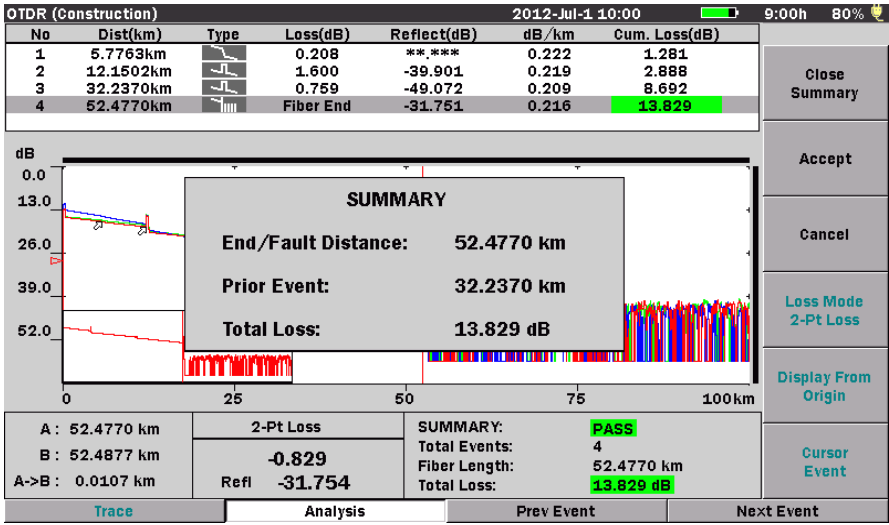 OTDR (Construction) 2012-Jul-1 10:00 9:00h 80%
No Dist(km) Type Loss(dB) Reflect(dB) dB/km Cum. Loss(dB)
1 5.7763km 0.208 **.*** 0.222 1.281
2 12.1502km 1.600 -39.901 0.219 2.888
3 32.2370km 0.759 -49.072 0.209 8.692
4 52.4770km Fiber End -31.751 0.216 13.829
Close
Summary
Accept
Cancel
Loss Mode
2-Pt Loss
Display From
Origin
Cursor
Event
dB
0.0
13.0
26.0
39.0
52.0
0 25 50 75 100km
SUMMARY
End/Fault Distance: 52.4770 km
Prior Event: 32.2370 km
Total Loss: 13.829 dB
A: 52.4770 km
B: 52.4877 km
A->B: 0.0107 km
2-Pt Loss
-0.829
Refl -31.754
SUMMARY: PASS
Total Events: 4
Fiber Length: 52.4770 km
Total Loss: 13.829 dB
Trace Analysis Prev Event Next Event